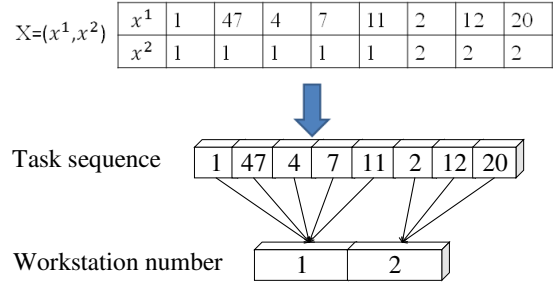 X=(x¹,x²) x¹ 1 47 4 7 11 2 12 20
x² 1 1 1 1 1 2 2 2
Task sequence 1 47 4 7 11 2 12 20
Workstation number 1 2